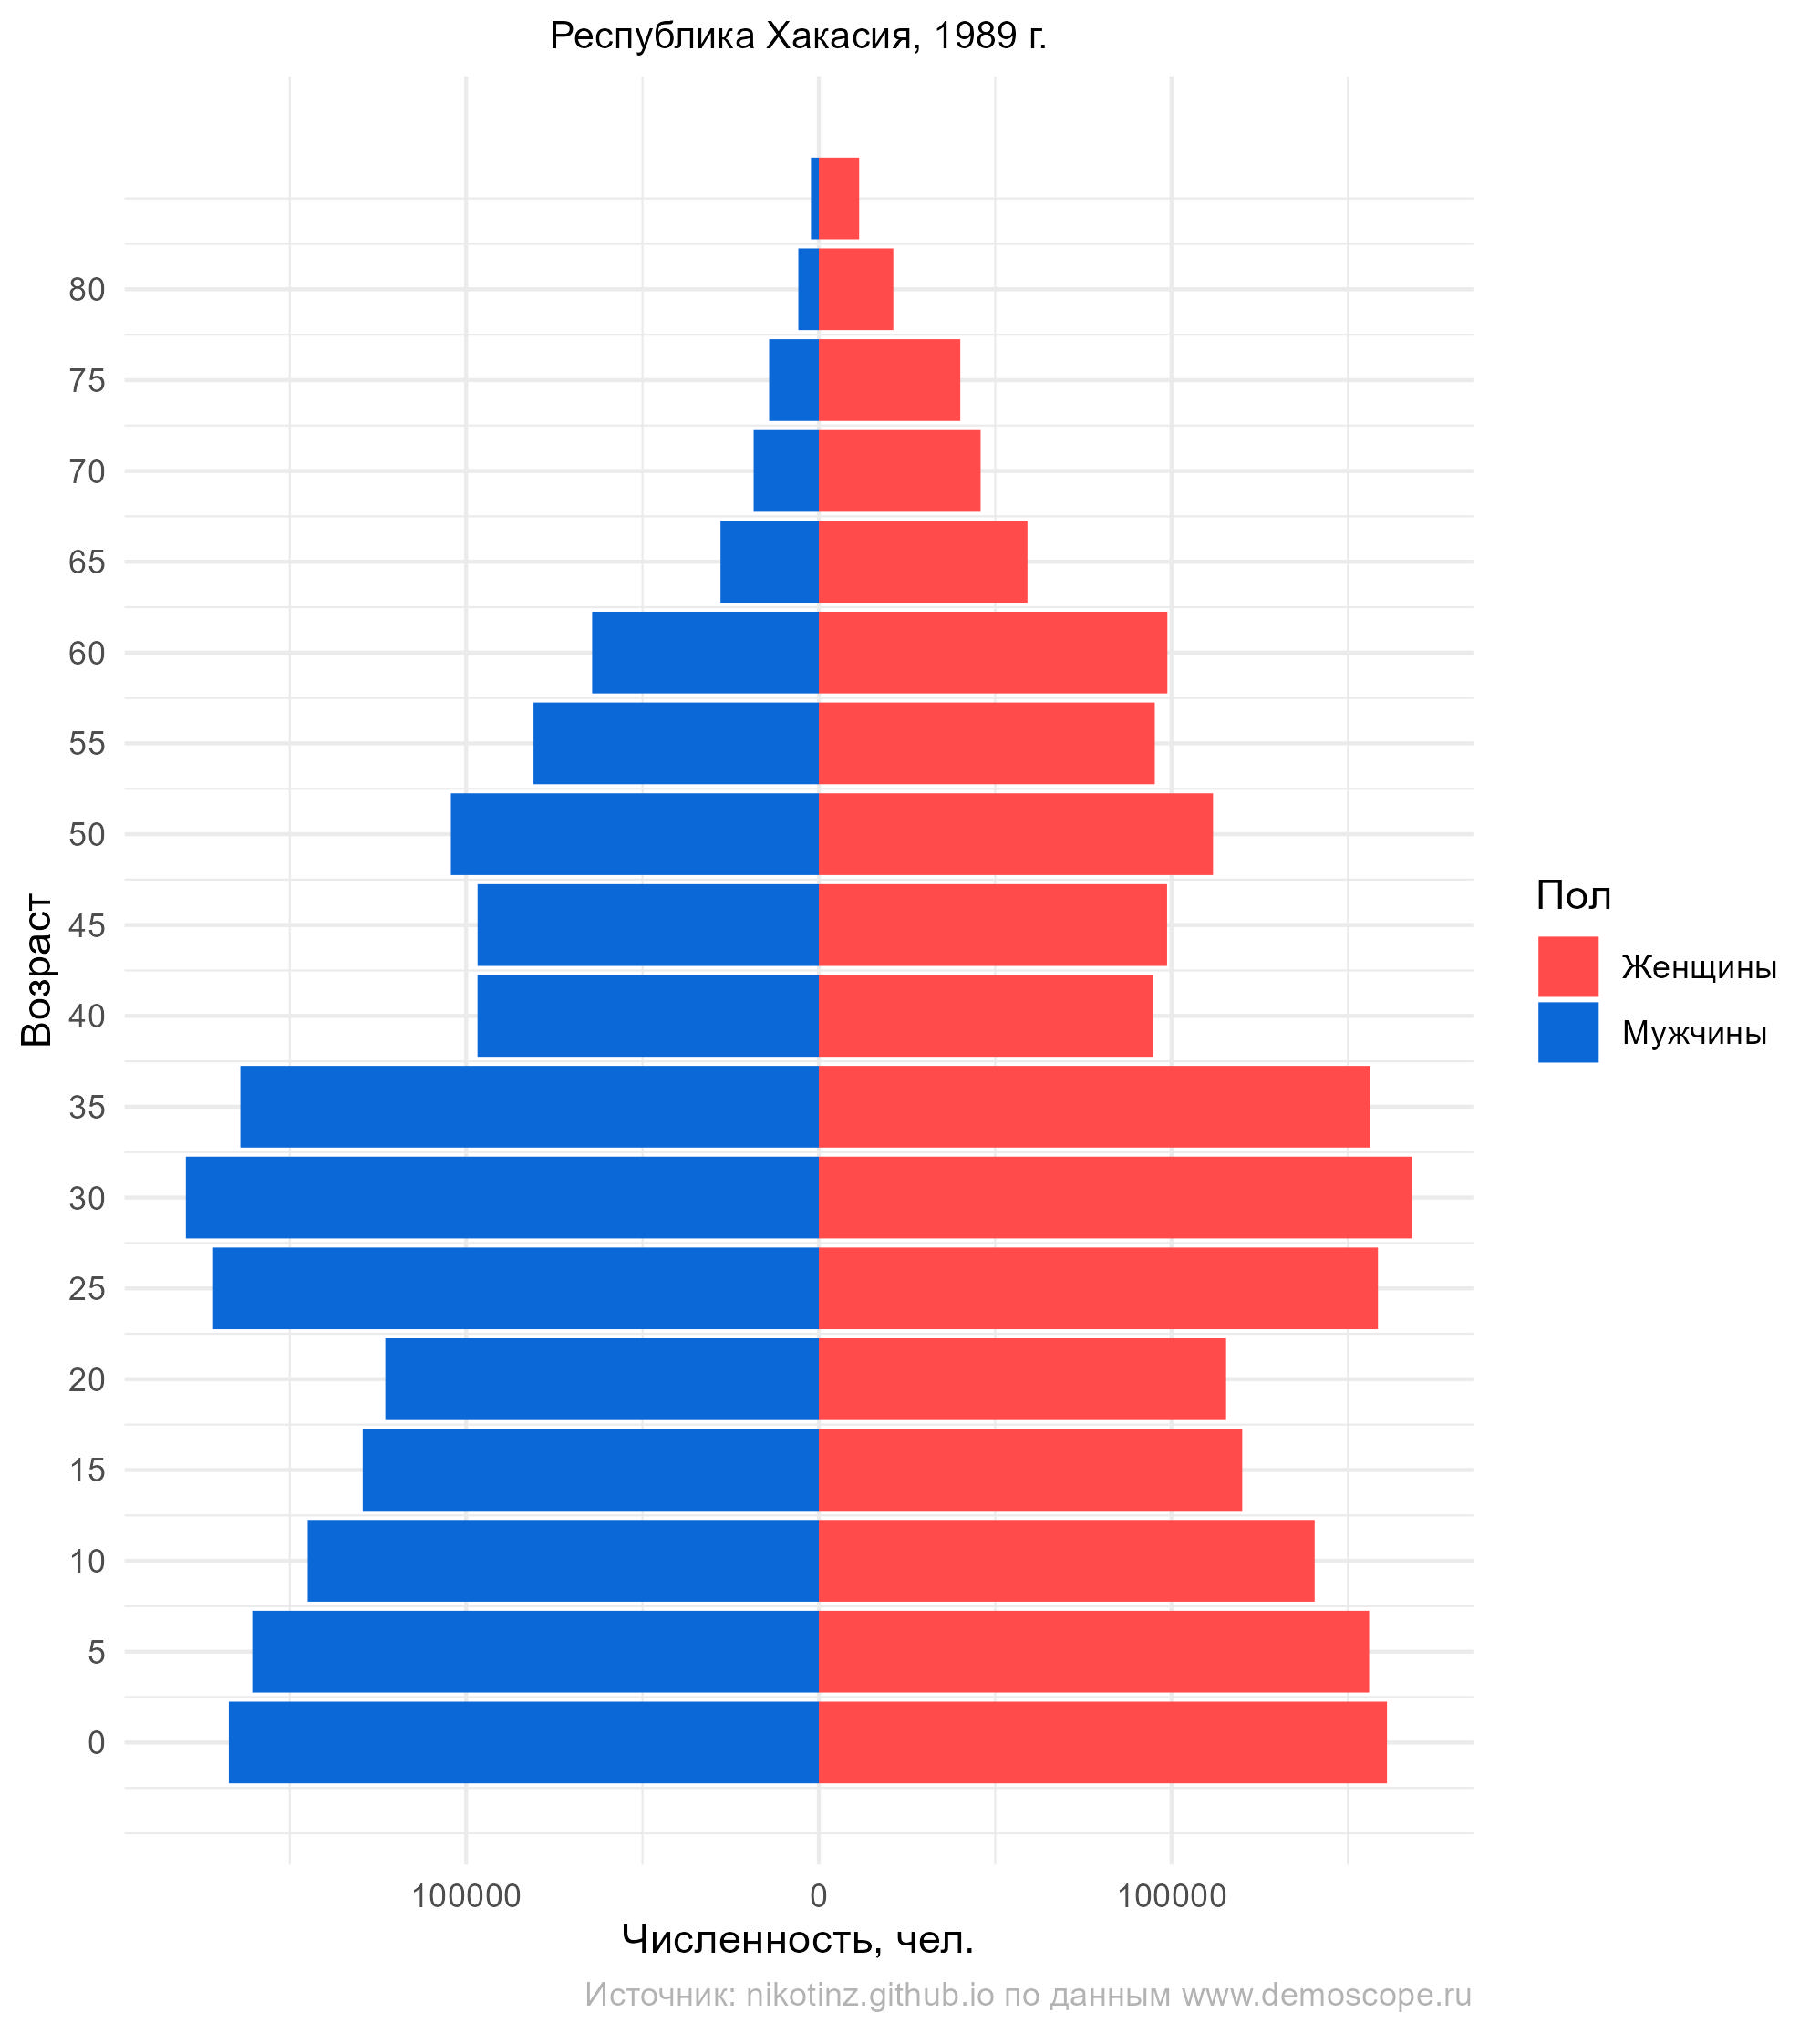 Республика Хакасия, 1989 г.
80
75
70
65
60
55
50
45
40
35
30
25
20
15
10
5
0
Возраст
100000 0 100000
Численность, чел.
Пол
Женщины
Мужчины
Источник: nikotinz.github.io по данным www.demoscope.ru